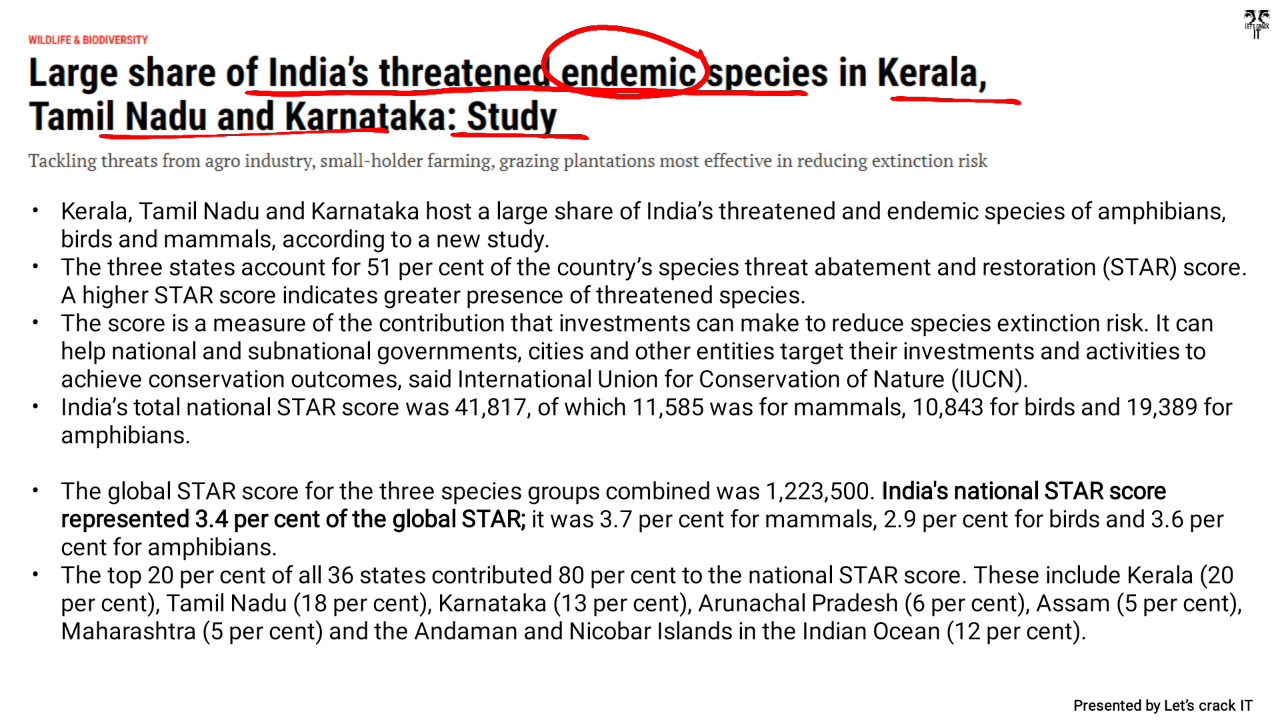 LET'S CRACK
IT
WILDLIFE & BIODIVERSITY
Large share of India's threatened endemic species in Kerala,
Tamil Nadu and Karnataka: Study
Tackling threats from agro industry, small-holder farming, grazing plantations most effective in reducing extinction risk
• Kerala, Tamil Nadu and Karnataka host a large share of India's threatened and endemic species of amphibians,
birds and mammals, according to a new study.
• The three states account for 51 per cent of the country's species threat abatement and restoration (STAR) score.
A higher STAR score indicates greater presence of threatened species.
• The score is a measure of the contribution that investments can make to reduce species extinction risk. It can
help national and subnational governments, cities and other entities target their investments and activities to
achieve conservation outcomes, said International Union for Conservation of Nature (IUCN).
• India's total national STAR score was 41,817, of which 11,585 was for mammals, 10,843 for birds and 19,389 for
amphibians.
• The global STAR score for the three species groups combined was 1,223,500. India's national STAR score
represented 3.4 per cent of the global STAR; it was 3.7 per cent for mammals, 2.9 per cent for birds and 3.6 per
cent for amphibians.
• The top 20 per cent of all 36 states contributed 80 per cent to the national STAR score. These include Kerala (20
per cent), Tamil Nadu (18 per cent), Karnataka (13 per cent), Arunachal Pradesh (6 per cent), Assam (5 per cent),
Maharashtra (5 per cent) and the Andaman and Nicobar Islands in the Indian Ocean (12 per cent).
Presented by Let's crack IT